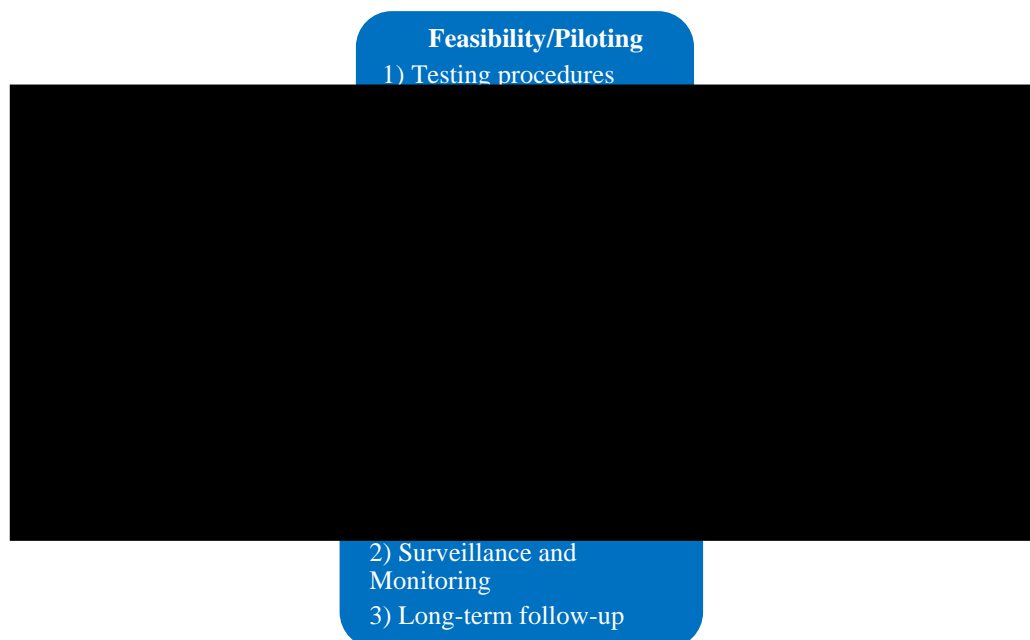 Feasibility/Piloting
1) Testing procedures
2) Surveillance and
Monitoring
3) Long-term follow-up